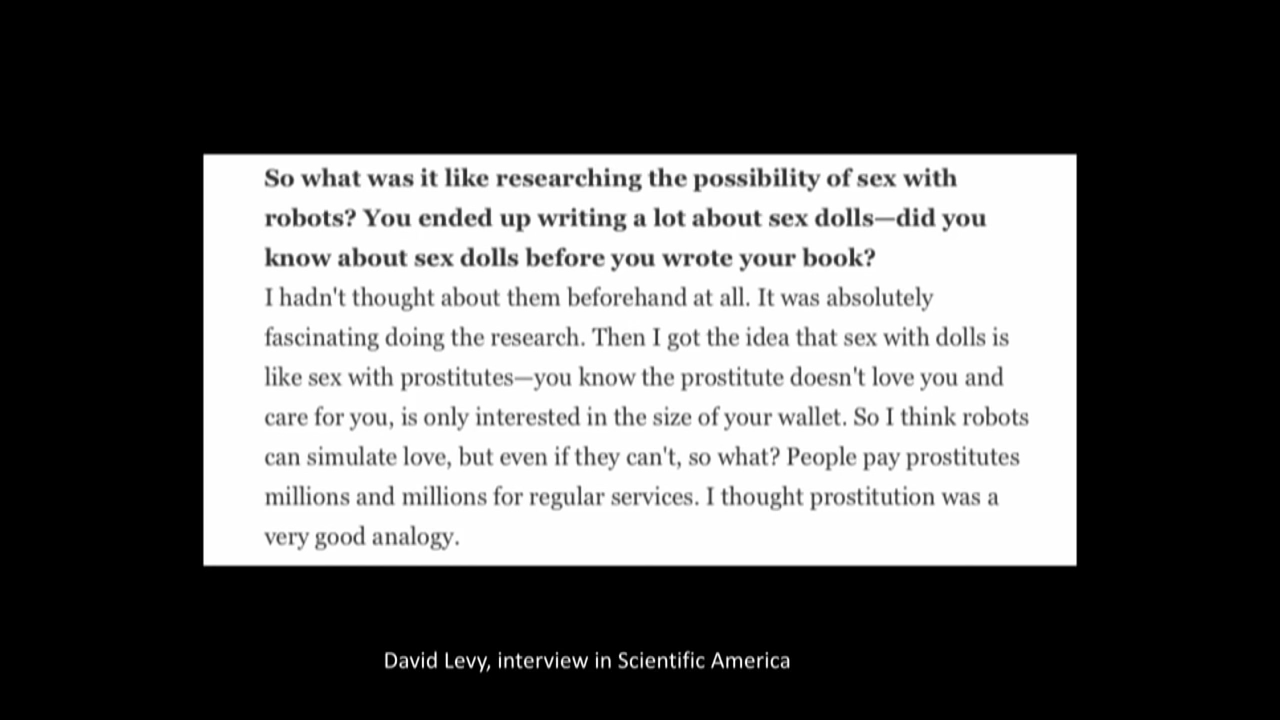 So what was it like researching the possibility of sex with
robots? You ended up writing a lot about sex dolls—did you
know about sex dolls before you wrote your book?
I hadn't thought about them beforehand at all. It was absolutely
fascinating doing the research. Then I got the idea that sex with dolls is
like sex with prostitutes—you know the prostitute doesn't love you and
care for you, is only interested in the size of your wallet. So I think robots
can simulate love, but even if they can't, so what? People pay prostitutes
millions and millions for regular services. I thought prostitution was a
very good analogy.
David Levy, interview in Scientific America